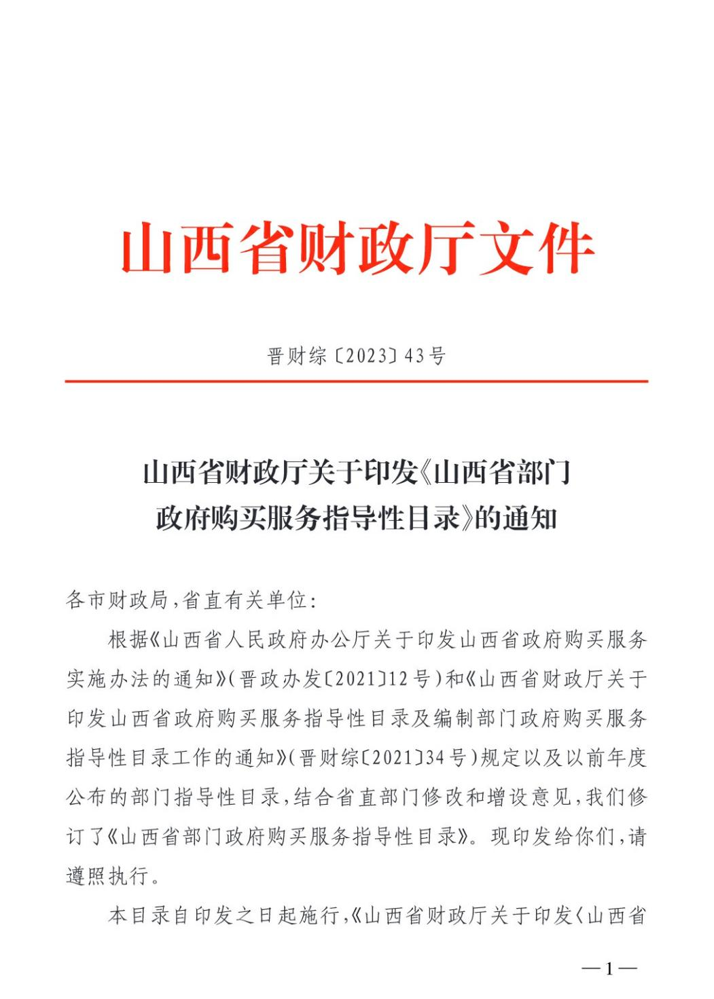 山西省财政厅文件
晋财综〔2023〕43号
山西省财政厅关于印发《山西省部门
政府购买服务指导性目录》的通知
各市财政局,省直有关单位:
根据《山西省人民政府办公厅关于印发山西省政府购买服务
实施办法的通知》(晋政办发〔2021〕12号)和《山西省财政厅关于
印发山西省政府购买服务指导性目录及编制部门政府购买服务
指导性目录工作的通知》(晋财综〔2021〕34号)规定以及以前年度
公布的部门指导性目录,结合省直部门修改和增设意见,我们修
订了《山西省部门政府购买服务指导性目录》。现印发给你们,请
遵照执行。
本目录自印发之日起施行,《山西省财政厅关于印发〈山西省
— 1 —